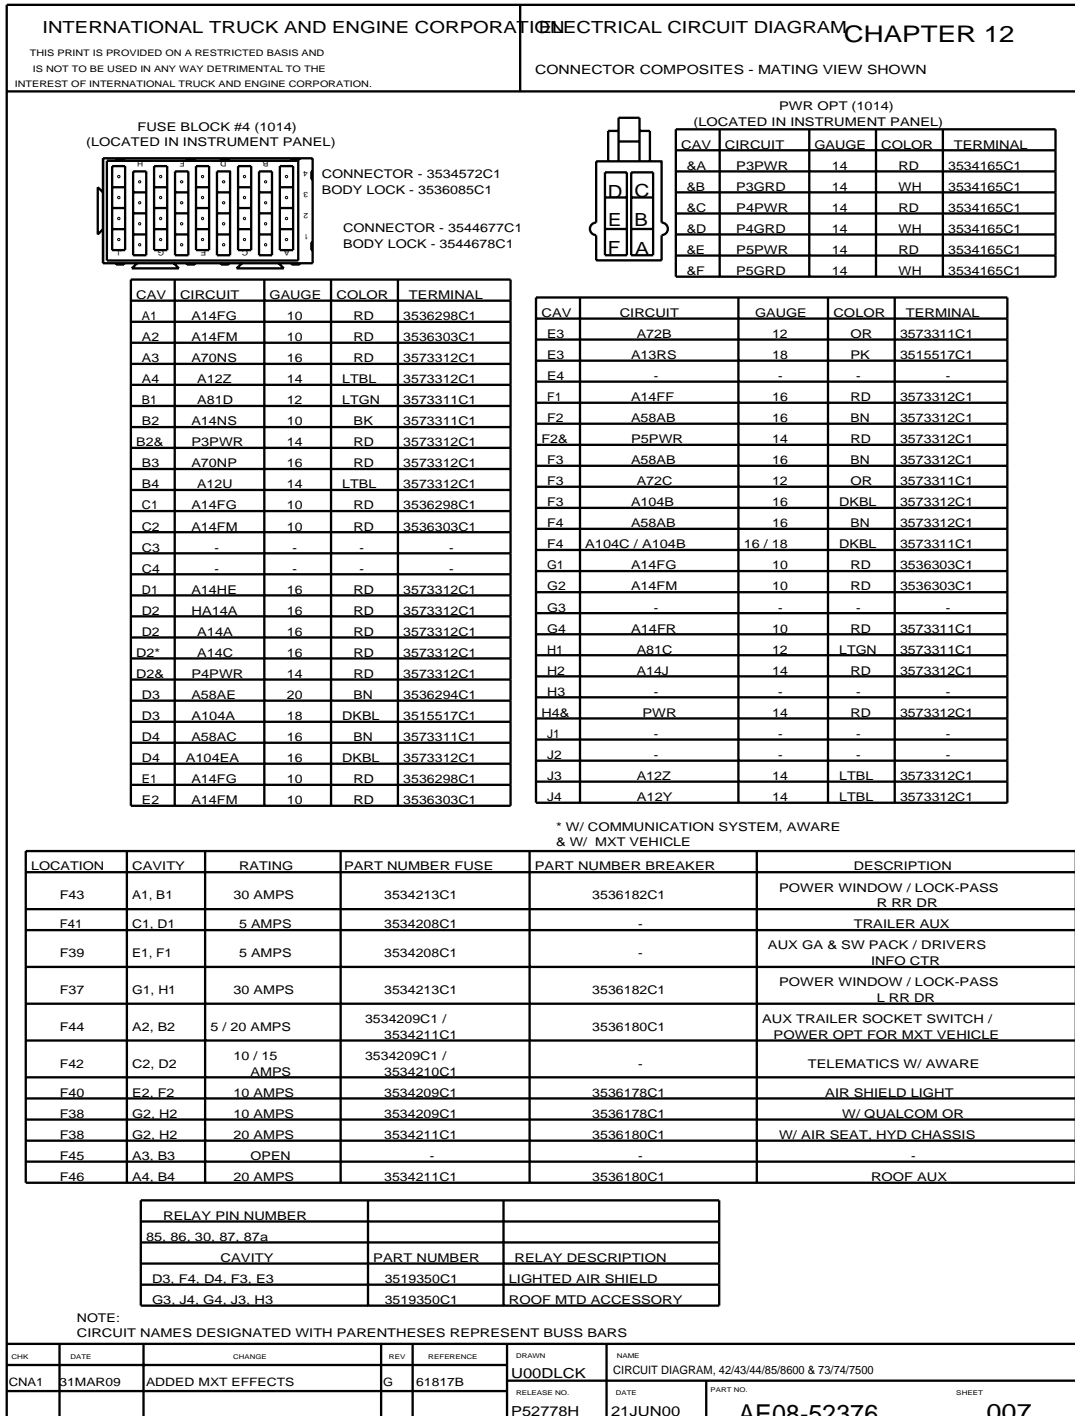 INTERNATIONAL TRUCK AND ENGINE CORPORATION
THIS PRINT IS PROVIDED ON A RESTRICTED BASIS AND
IS NOT TO BE USED IN ANY WAY DETRIMENTAL TO THE
INTEREST OF INTERNATIONAL TRUCK AND ENGINE CORPORATION.
ELECTRICAL CIRCUIT DIAGRAM
CHAPTER 12
CONNECTOR COMPOSITES - MATING VIEW SHOWN
FUSE BLOCK #4 (1014)
(LOCATED IN INSTRUMENT PANEL)
CONNECTOR - 3534572C1
BODY LOCK - 3536085C1
CONNECTOR - 3544677C1
BODY LOCK - 3544678C1
H F D B
4
3
2
1
J G E C A
PWR OPT (1014)
(LOCATED IN INSTRUMENT PANEL)
D C
E B
F A
CAV CIRCUIT GAUGE COLOR TERMINAL
&A P3PWR 14 RD 3534165C1
&B P3GRD 14 WH 3534165C1
&C P4PWR 14 RD 3534165C1
&D P4GRD 14 WH 3534165C1
&E P5PWR 14 RD 3534165C1
&F P5GRD 14 WH 3534165C1
CAV CIRCUIT GAUGE COLOR TERMINAL
A1 A14FG 10 RD 3536298C1
A2 A14FM 10 RD 3536303C1
A3 A70NS 16 RD 3573312C1
A4 A12Z 14 LTBL 3573312C1
B1 A81D 12 LTGN 3573311C1
B2 A14NS 10 BK 3573311C1
B2& P3PWR 14 RD 3573312C1
B3 A70NP 16 RD 3573312C1
B4 A12U 14 LTBL 3573312C1
C1 A14FG 10 RD 3536298C1
C2 A14FM 10 RD 3536303C1
C3 - - - -
C4 - - - -
D1 A14HE 16 RD 3573312C1
D2 HA14A 16 RD 3573312C1
D2 A14A 16 RD 3573312C1
D2* A14C 16 RD 3573312C1
D2& P4PWR 14 RD 3573312C1
D3 A58AE 20 BN 3536294C1
D3 A104A 18 DKBL 3515517C1
D4 A58AC 16 BN 3573311C1
D4 A104EA 16 DKBL 3573312C1
E1 A14FG 10 RD 3536298C1
E2 A14FM 10 RD 3536303C1
CAV CIRCUIT GAUGE COLOR TERMINAL
E3 A72B 12 OR 3573311C1
E3 A13RS 18 PK 3515517C1
E4 - - - -
F1 A14FF 16 RD 3573312C1
F2 A58AB 16 BN 3573312C1
F2& P5PWR 14 RD 3573312C1
F3 A58AB 16 BN 3573312C1
F3 A72C 12 OR 3573311C1
F3 A104B 16 DKBL 3573312C1
F4 A58AB 16 BN 3573312C1
F4 A104C / A104B 16 / 18 DKBL 3573311C1
G1 A14FG 10 RD 3536303C1
G2 A14FM 10 RD 3536303C1
G3 - - - -
G4 A14FR 10 RD 3573311C1
H1 A81C 12 LTGN 3573311C1
H2 A14J 14 RD 3573312C1
H3 - - - -
H4& PWR 14 RD 3573312C1
J1 - - - -
J2 - - - -
J3 A12Z 14 LTBL 3573312C1
J4 A12Y 14 LTBL 3573312C1
* W/ COMMUNICATION SYSTEM, AWARE
& W/ MXT VEHICLE
LOCATION CAVITY RATING PART NUMBER FUSE PART NUMBER BREAKER DESCRIPTION
F43 A1, B1 30 AMPS 3534213C1 3536182C1 POWER WINDOW / LOCK-PASS
R RR DR
F41 C1, D1 5 AMPS 3534208C1 - TRAILER AUX
F39 E1, F1 5 AMPS 3534208C1 - AUX GA & SW PACK / DRIVERS
INFO CTR
F37 G1, H1 30 AMPS 3534213C1 3536182C1 POWER WINDOW / LOCK-PASS
L RR DR
F44 A2, B2 5 / 20 AMPS 3534209C1 / 3536180C1 AUX TRAILER SOCKET SWITCH /
3534211C1 POWER OPT FOR MXT VEHICLE
F42 C2, D2 10 / 15 3534209C1 / - TELEMATICS W/ AWARE
AMPS 3534210C1
F40 E2, F2 10 AMPS 3534209C1 3536178C1 AIR SHIELD LIGHT
F38 G2, H2 10 AMPS 3534209C1 3536178C1 W/ QUALCOM OR
F38 G2, H2 20 AMPS 3534211C1 3536180C1 W/ AIR SEAT, HYD CHASSIS
F45 A3, B3 OPEN - - -
F46 A4, B4 20 AMPS 3534211C1 3536180C1 ROOF AUX
RELAY PIN NUMBER
85, 86, 30, 87, 87a
CAVITY PART NUMBER RELAY DESCRIPTION
D3, F4, D4, F3, E3 3519350C1 LIGHTED AIR SHIELD
G3, J4, G4, J3, H3 3519350C1 ROOF MTD ACCESSORY
NOTE:
CIRCUIT NAMES DESIGNATED WITH PARENTHESES REPRESENT BUSS BARS
CHK DATE CHANGE REV REFERENCE
CNA1 31MAR09 ADDED MXT EFFECTS G 61817B
DRAWN
U00DLCK
NAME
CIRCUIT DIAGRAM, 42/43/44/85/8600 & 73/74/7500
RELEASE NO.
P52778H
DATE
21JUN00
PART NO.
AE08-52376
SHEET
007